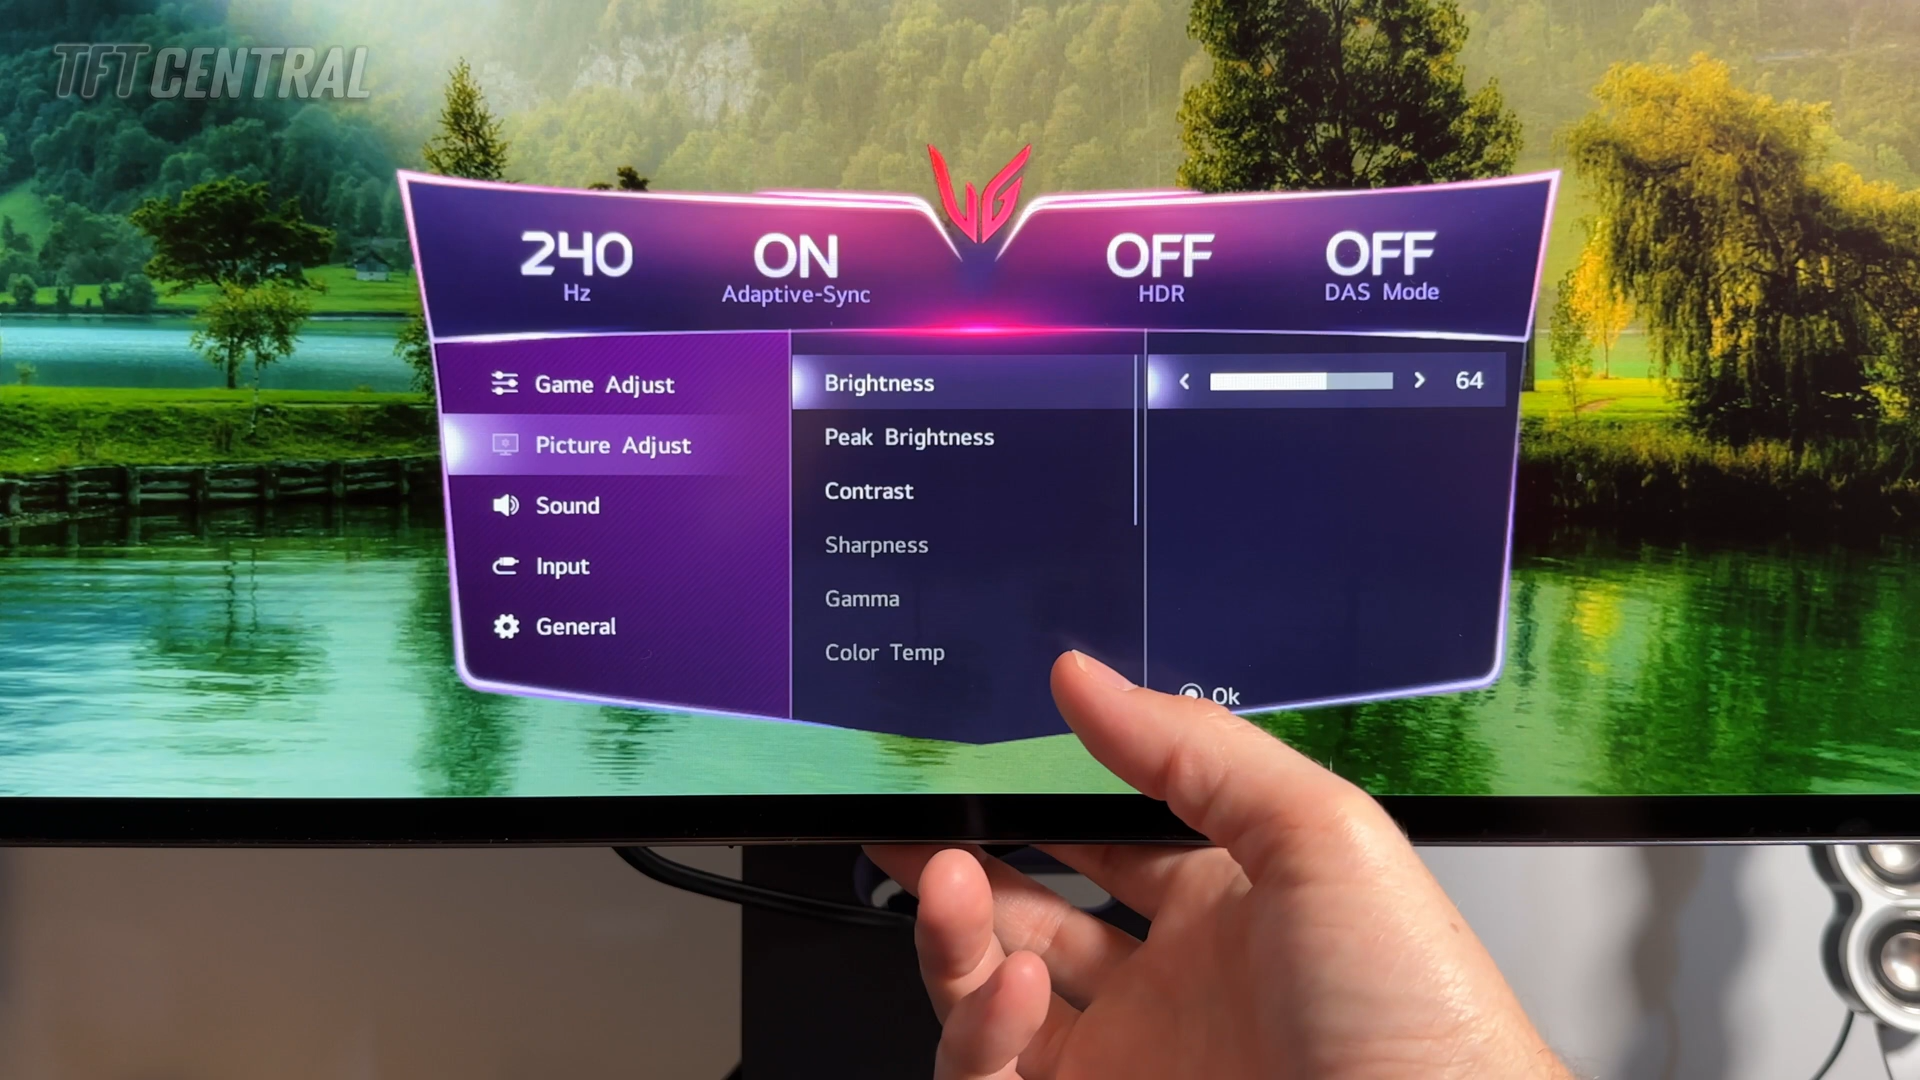 TFT CENTRAL
240 ON OFF OFF
Hz Adaptive-Sync HDR DAS Mode
Game Adjust
Picture Adjust
Sound
Input
General
Brightness
Peak Brightness
Contrast
Sharpness
Gamma
Color Temp
64
Ok